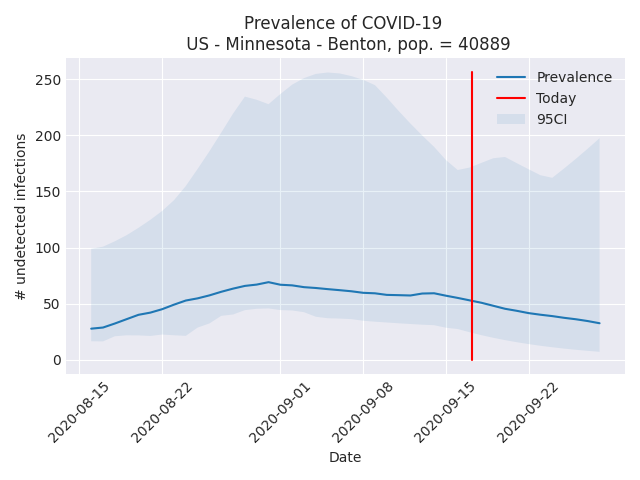 Prevalence of COVID-19
US - Minnesota - Benton, pop. = 40889
Prevalence
Today
95CI
# undetected infections
250
200
150
100
50
0
2020-08-15
2020-08-22
2020-09-01
2020-09-08
2020-09-15
2020-09-22
Date